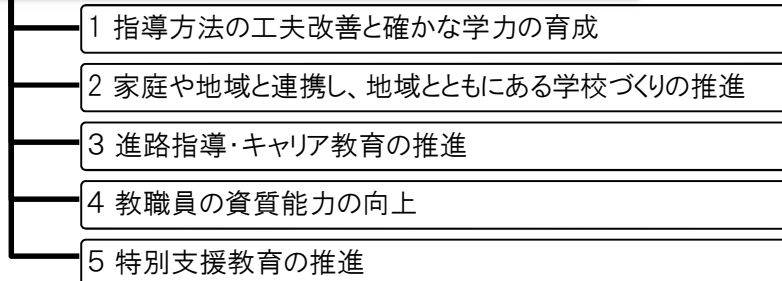 1 指導方法の工夫改善と確かな学力の育成
2 家庭や地域と連携し、地域とともにある学校づくりの推進
3 進路指導･キャリア教育の推進
4 教職員の資質能力の向上
5 特別支援教育の推進